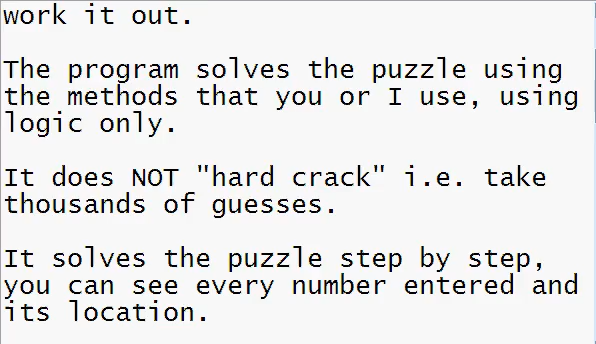 work it out.
The program solves the puzzle using
the methods that you or I use, using
logic only.
It does NOT "hard crack" i.e. take
thousands of guesses.
It solves the puzzle step by step,
you can see every number entered and
its location.